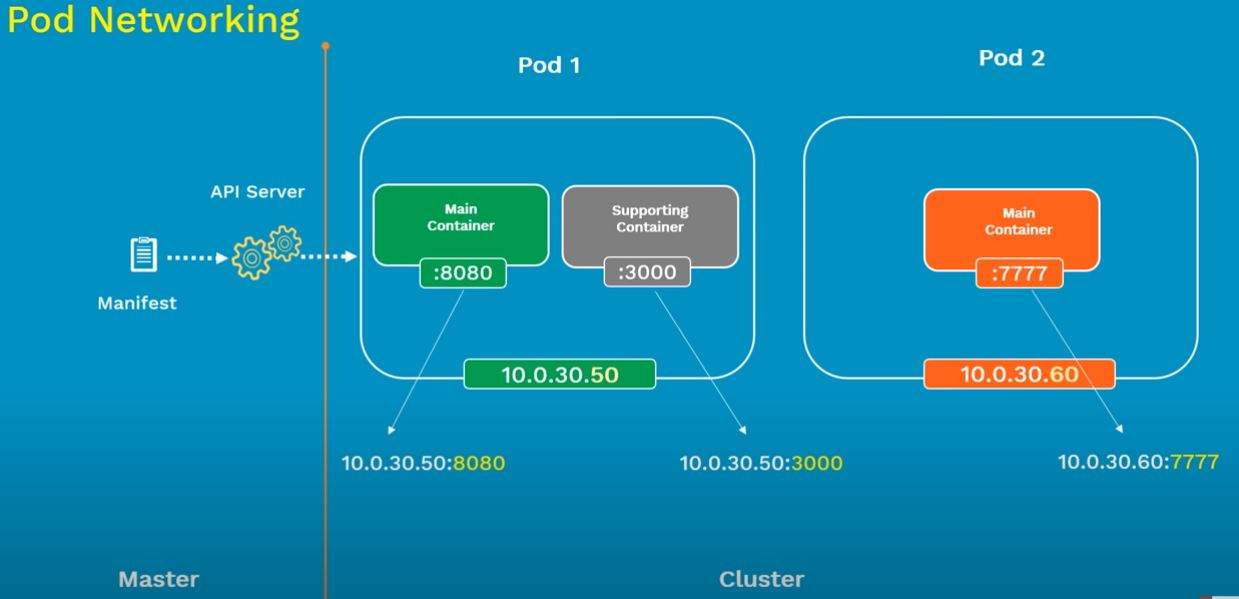 Pod Networking
Pod 1
Pod 2
API Server
Manifest
Main
Container
:8080
Supporting
Container
:3000
Main
Container
:7777
10.0.30.50
10.0.30.60
10.0.30.50:8080
10.0.30.50:3000
10.0.30.60:7777
Master
Cluster